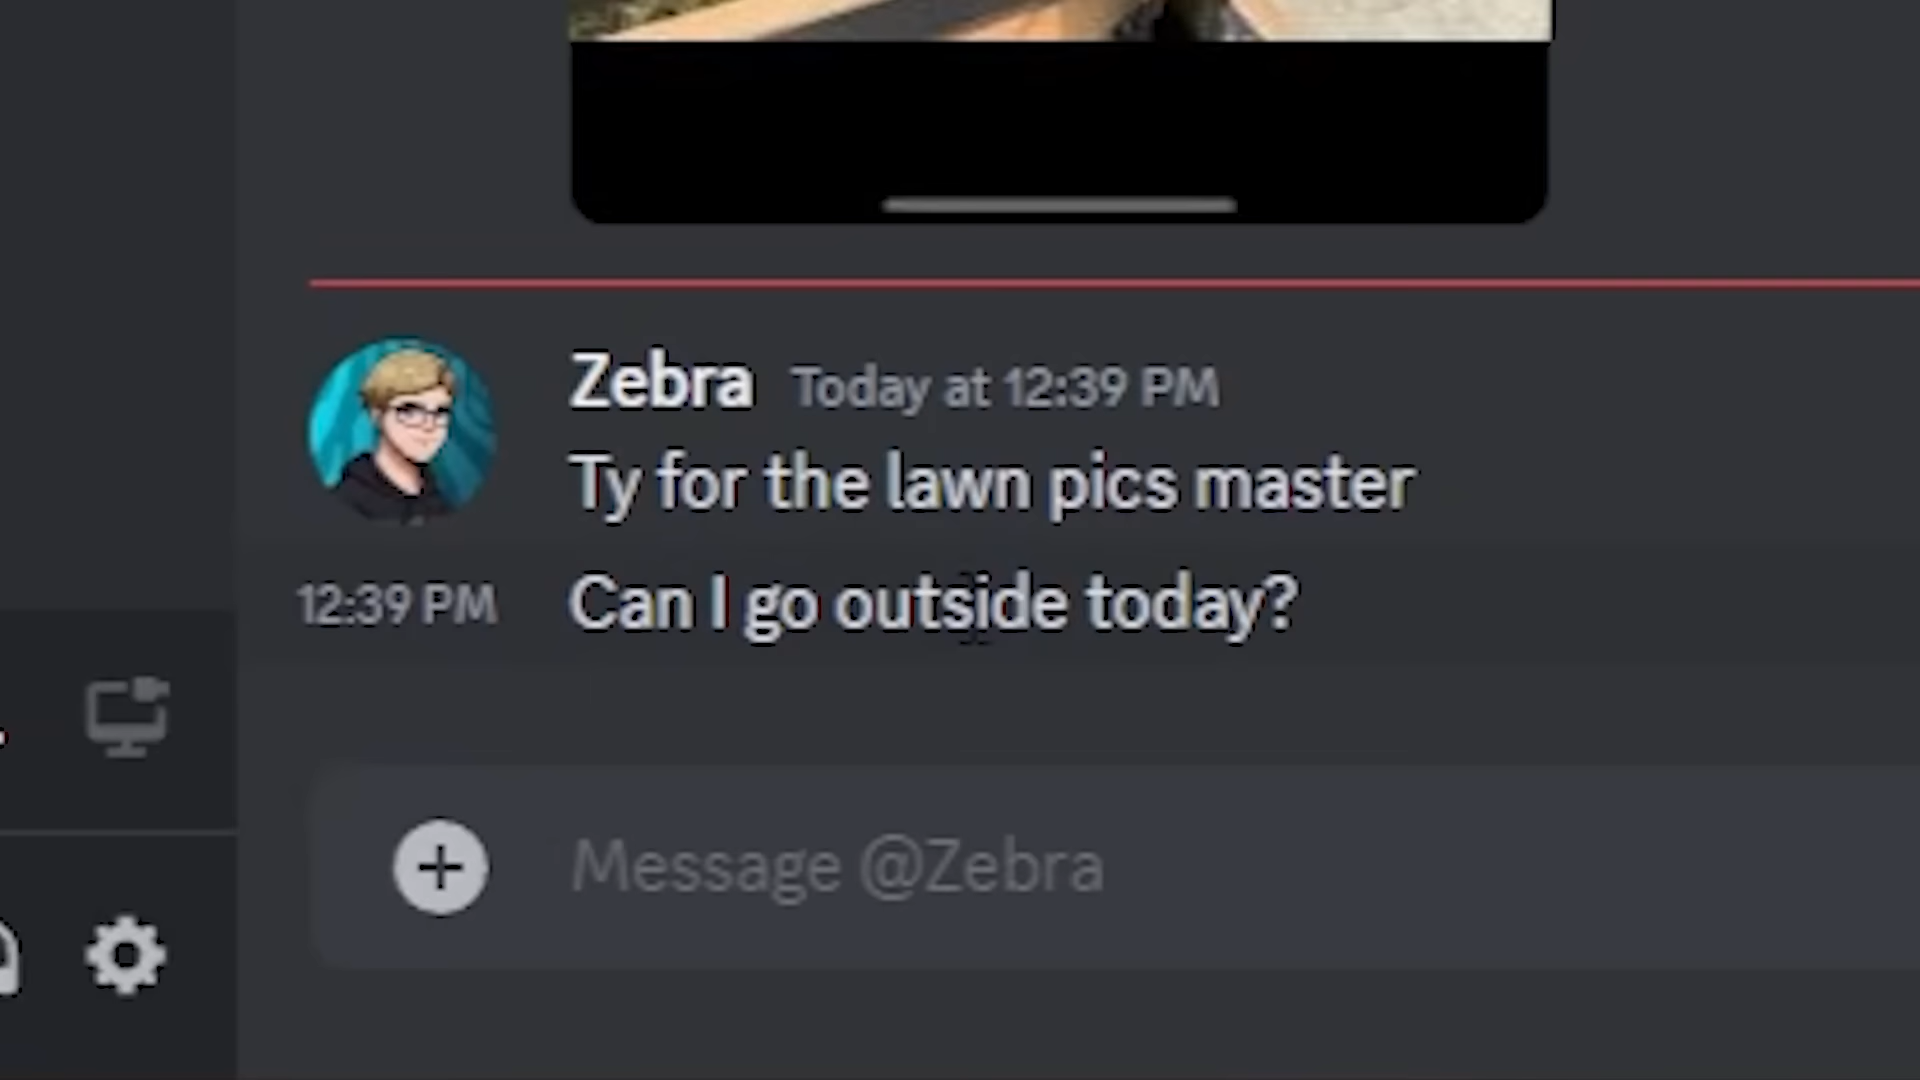 Zebra Today at 12:39 PM
Ty for the lawn pics master
12:39 PM Can I go outside today?
Message @Zebra